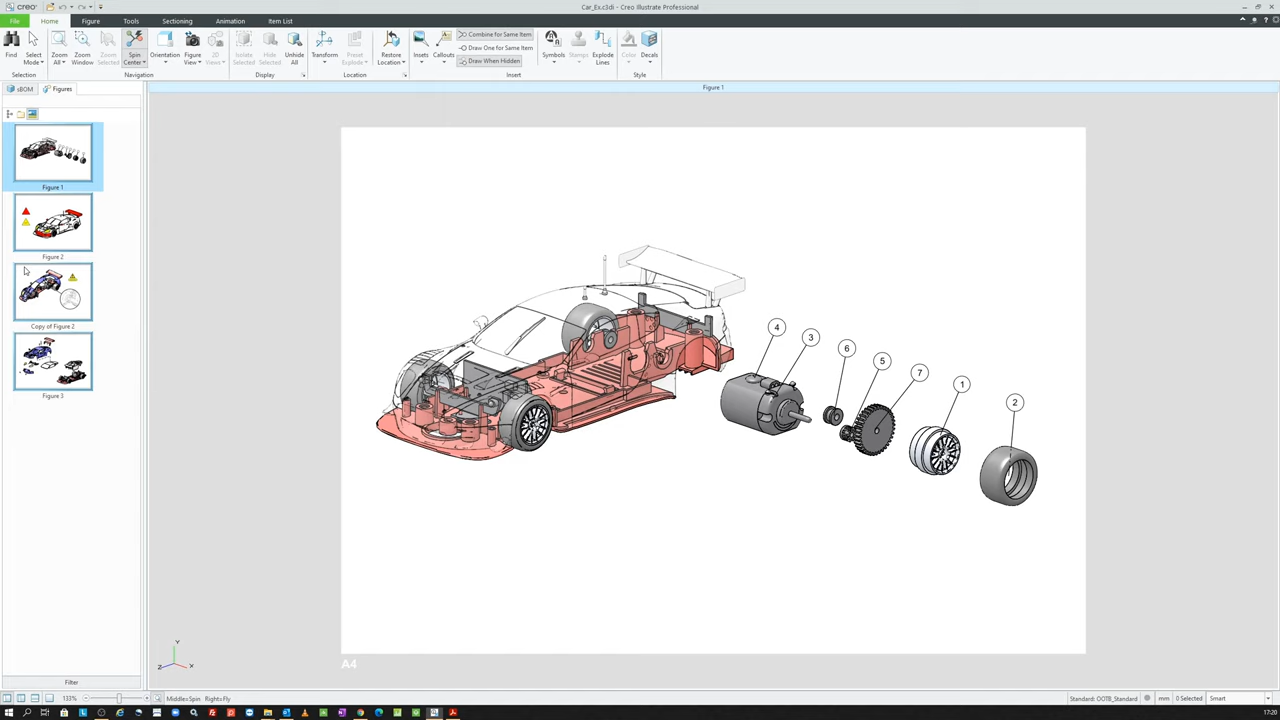 creo
Car_Ex.c3di - Creo Illustrate Professional
File Home Figure Tools Sectioning Animation Item List
Find Select Mode Zoom All Zoom Window Zoom Selected Spin Center Orientation Figure View 2D Views Isolate Selected Hide Selected Unhide All Transform Preset Explode Restore Location Insets Callouts Combine for Same Item Draw One for Same Item Draw When Hidden Symbols Stamps Explode Lines Color Decals
Selection Navigation Display Location Insert Style
sBOM Figures
Figure 1
Figure 1
Figure 2
Copy of Figure 2
Figure 3
4
3
6
5
7
1
2
Y
Z X
A4
Filter
133%
Middle=Spin Right=Fly
Standard: OOTB_Standard mm 0 Selected Smart
17:20